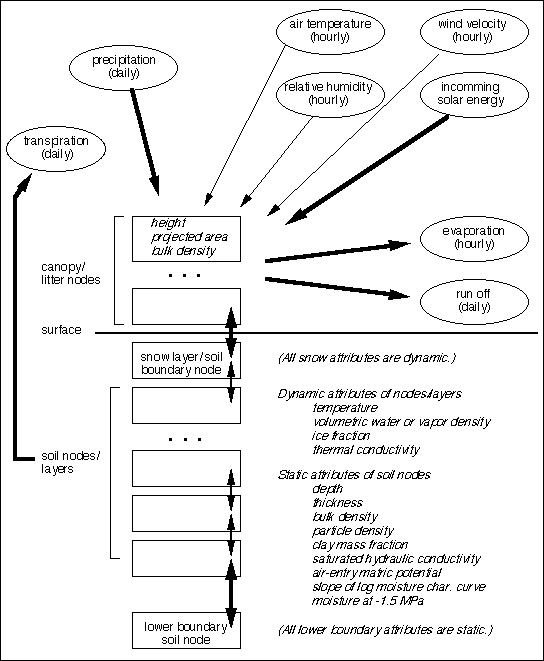 air temperature
(hourly)
wind velocity
(hourly)
precipitation
(daily)
relative humidity
(hourly)
incomming
solar energy
transpiration
(daily)
height
projected area
bulk density
evaporation
(hourly)
canopy/
litter nodes
. . .
run off
(daily)
surface
snow layer/soil
boundary node
(All snow attributes are dynamic.)
Dynamic attributes of nodes/layers
temperature
volumetric water or vapor density
ice fraction
thermal conductivity
. . .
soil nodes/
layers
Static attributes of soil nodes
depth
thickness
bulk density
particle density
clay mass fraction
saturated hydraulic conductivity
air-entry matric potential
slope of log moisture char. curve
moisture at -1.5 MPa
lower boundary
soil node
(All lower boundary attributes are static.)